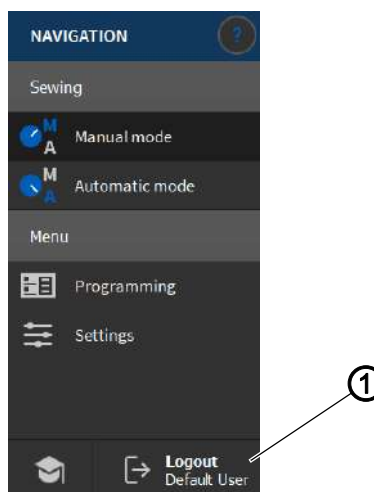 NAVIGATION ?
Sewing
M
A
Manual mode
M
A
Automatic mode
Menu
Programming
Settings
1
Logout
Default User